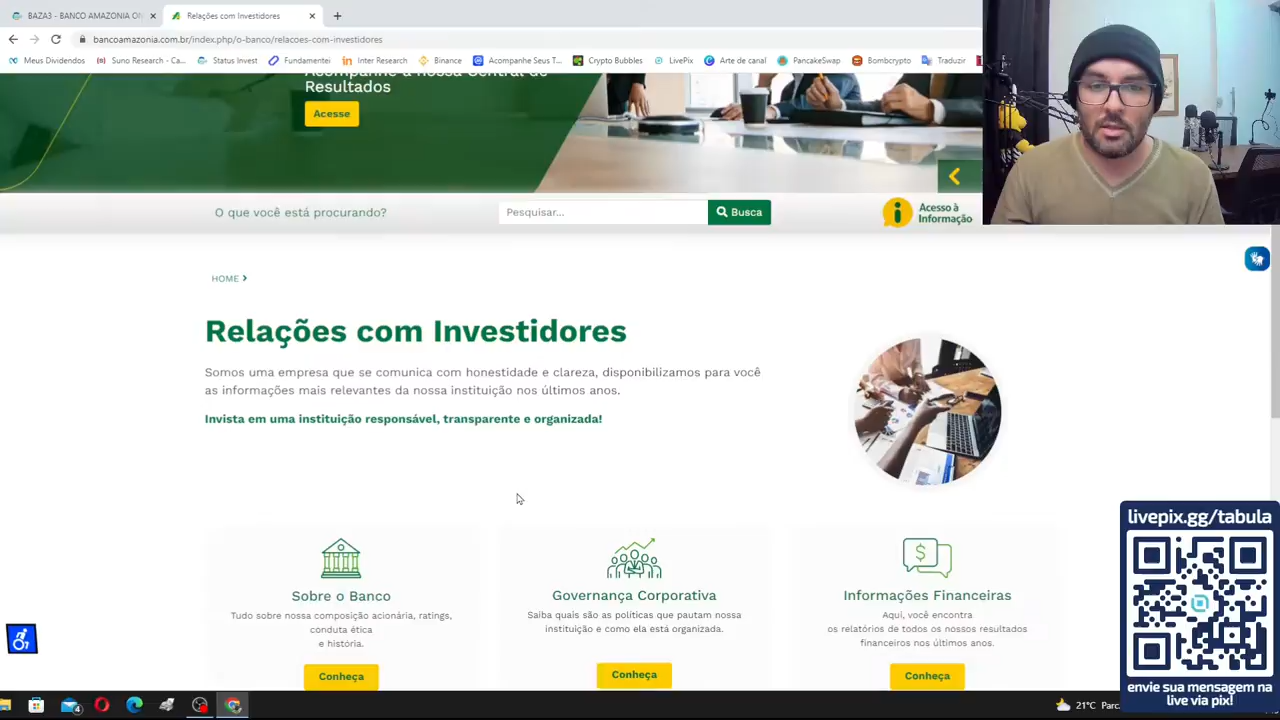 BAZA3 - BANCO AMAZONIA ON
Relações com Investidores
bancoamazonia.com.br/index.php/o-banco/relacoes-com-investidores
Meus Dividendos
Suno Research - Ca...
Status Invest
Fundamentei
Inter Research
Binance
Acompanhe Seus T...
Crypto Bubbles
LivePix
Arte de canal
PancakeSwap
Bombcrypto
Traduzir
Acompanhe a nossa Central de
Resultados
Acesse
O que você está procurando?
Pesquisar...
Busca
Acesso à
Informação
HOME
Relações com Investidores
Somos uma empresa que se comunica com honestidade e clareza, disponibilizamos para você
as informações mais relevantes da nossa instituição nos últimos anos.
Invista em uma instituição responsável, transparente e organizada!
Sobre o Banco
Tudo sobre nossa composição acionária, ratings,
conduta ética
e história.
Conheça
Governança Corporativa
Saiba quais são as políticas que pautam nossa
instituição e como ela está organizada.
Conheça
Informações Financeiras
Aqui, você encontra
os relatórios de todos os nossos resultados
financeiros nos últimos anos.
Conheça
livepix.gg/tabula
envie sua mensagem na
live via pix!
21°C Parc.